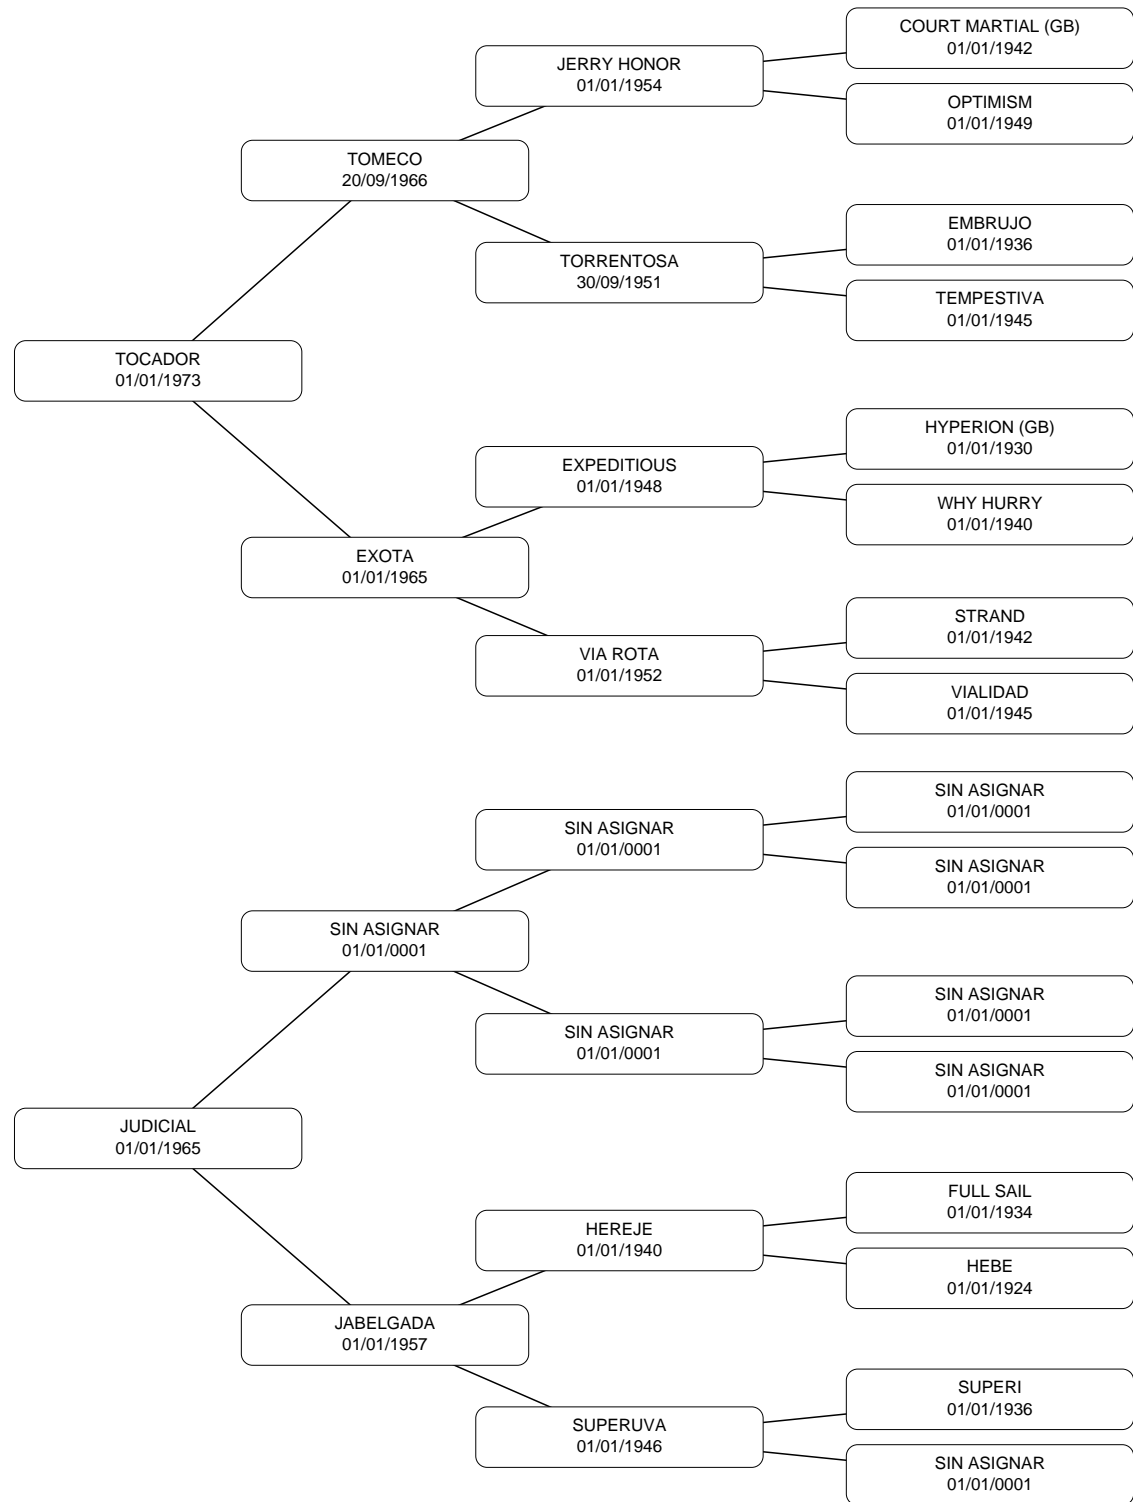 COURT MARTIAL (GB)
01/01/1942
JERRY HONOR
01/01/1954
OPTIMISM
01/01/1949
TOMECO
20/09/1966
EMBRUJO
01/01/1936
TORRENTOSA
30/09/1951
TEMPESTIVA
01/01/1945
TOCADOR
01/01/1973
HYPERION (GB)
01/01/1930
EXPEDITIOUS
01/01/1948
WHY HURRY
01/01/1940
EXOTA
01/01/1965
STRAND
01/01/1942
VIA ROTA
01/01/1952
VIALIDAD
01/01/1945
SIN ASIGNAR
01/01/0001
SIN ASIGNAR
01/01/0001
SIN ASIGNAR
01/01/0001
SIN ASIGNAR
01/01/0001
SIN ASIGNAR
01/01/0001
SIN ASIGNAR
01/01/0001
SIN ASIGNAR
01/01/0001
JUDICIAL
01/01/1965
FULL SAIL
01/01/1934
HEREJE
01/01/1940
HEBE
01/01/1924
JABELGADA
01/01/1957
SUPERI
01/01/1936
SUPERUVA
01/01/1946
SIN ASIGNAR
01/01/0001